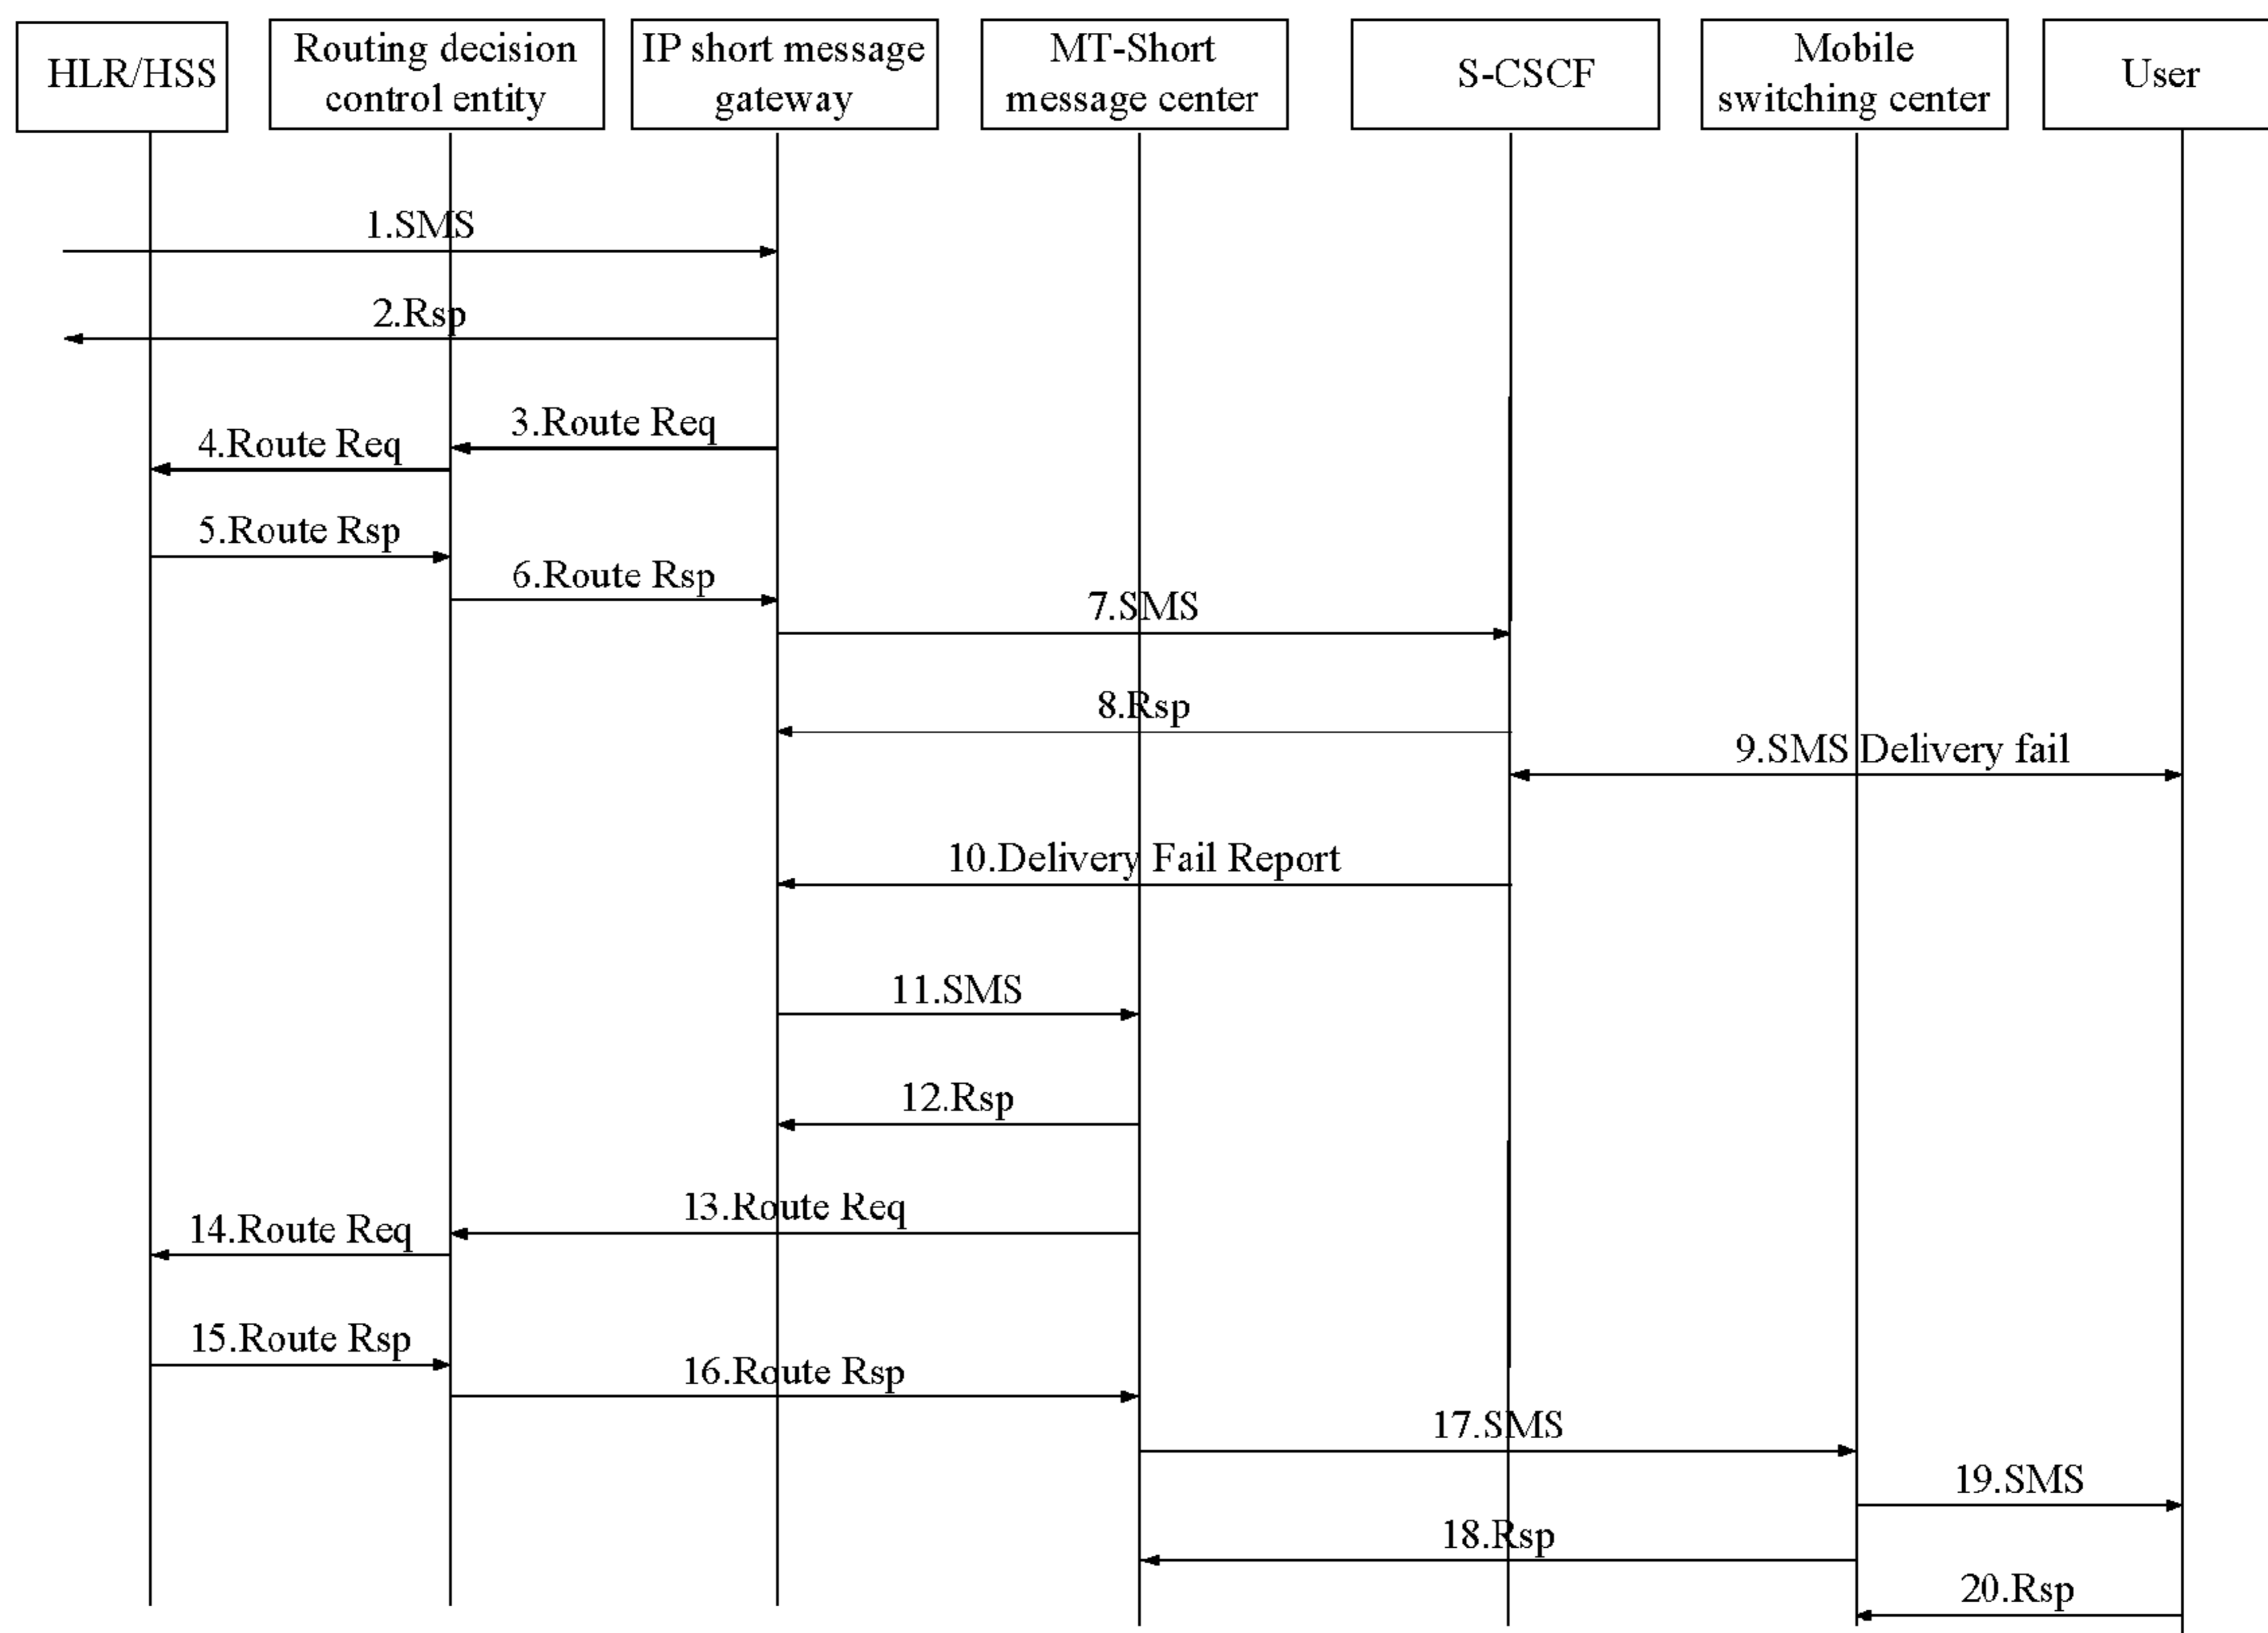 HLR/HSS
Routing decision
control entity
IP short message
gateway
MT-Short
message center
S-CSCF
Mobile
switching center
User
1.SMS
2.Rsp
3.Route Req
4.Route Req
5.Route Rsp
6.Route Rsp
7.SMS
8.Rsp
9.SMS Delivery fail
10.Delivery Fail Report
11.SMS
12.Rsp
13.Route Req
14.Route Req
15.Route Rsp
16.Route Rsp
17.SMS
19.SMS
18.Rsp
20.Rsp